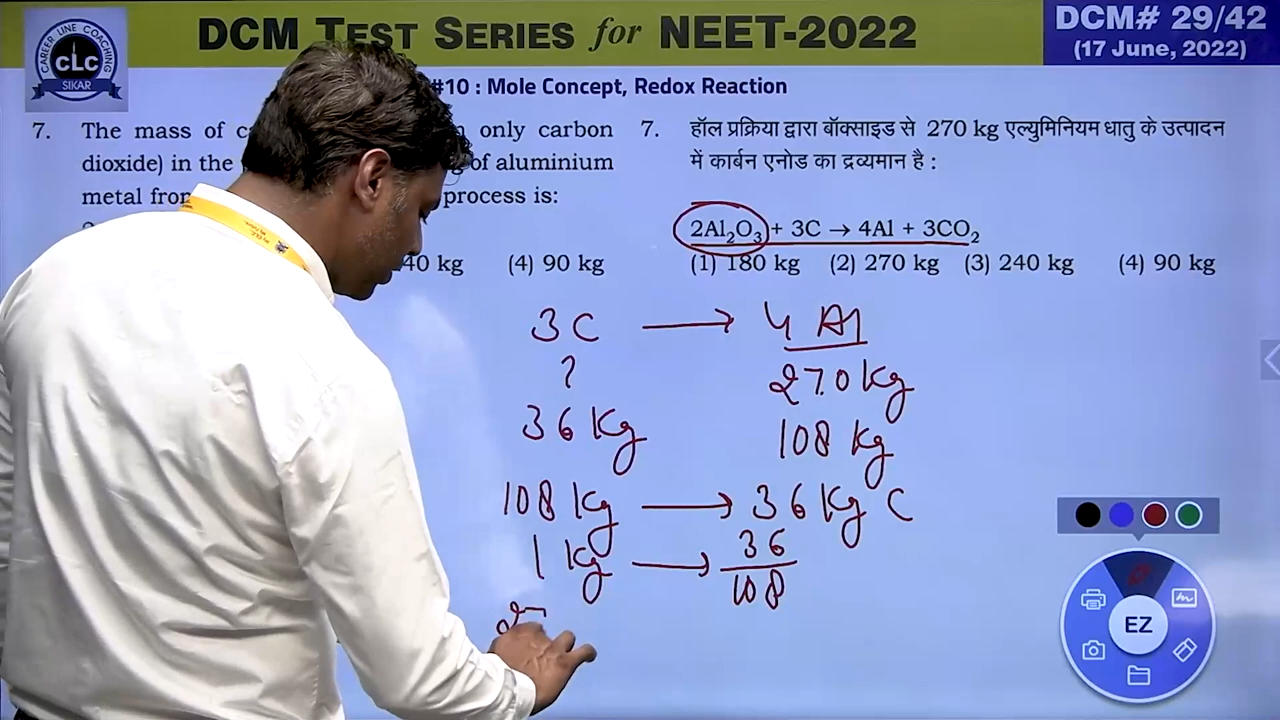 DCM TEST SERIES for NEET-2022
DCM# 29/42
(17 June, 2022)
CAREER LINE COACHING
CLC
SIKAR
#10 : Mole Concept, Redox Reaction
7. The mass of only carbon
dioxide) in the of aluminium
metal process is:
40 kg (4) 90 kg
7. हॉल प्रक्रिया द्वारा बॉक्साइड से 270 kg एल्युमिनियम धातु के उत्पादन
में कार्बन एनोड का द्रव्यमान है :
2Al₂O₃ + 3C → 4Al + 3CO₂
(1) 180 kg (2) 270 kg (3) 240 kg (4) 90 kg
3C → 4 Al
? 270 kg
36 Kg 108 Kg
108 Kg → 36 Kg C
1 Kg → 36
108
27
EZ